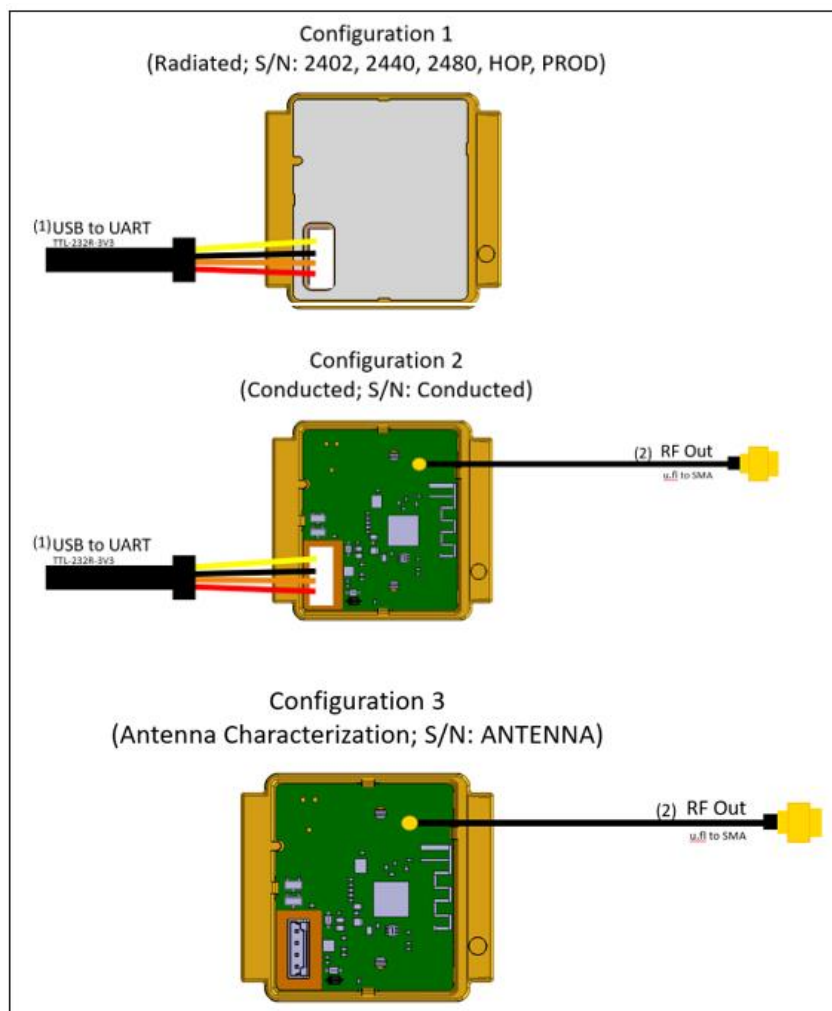 Configuration 1
(Radiated; S/N: 2402, 2440, 2480, HOP, PROD)
(1) USB to UART
TTL-232R-3V3
Configuration 2
(Conducted; S/N: Conducted)
(2) RF Out
u.fl to SMA
(1) USB to UART
TTL-232R-3V3
Configuration 3
(Antenna Characterization; S/N: ANTENNA)
(2) RF Out
u.fl to SMA